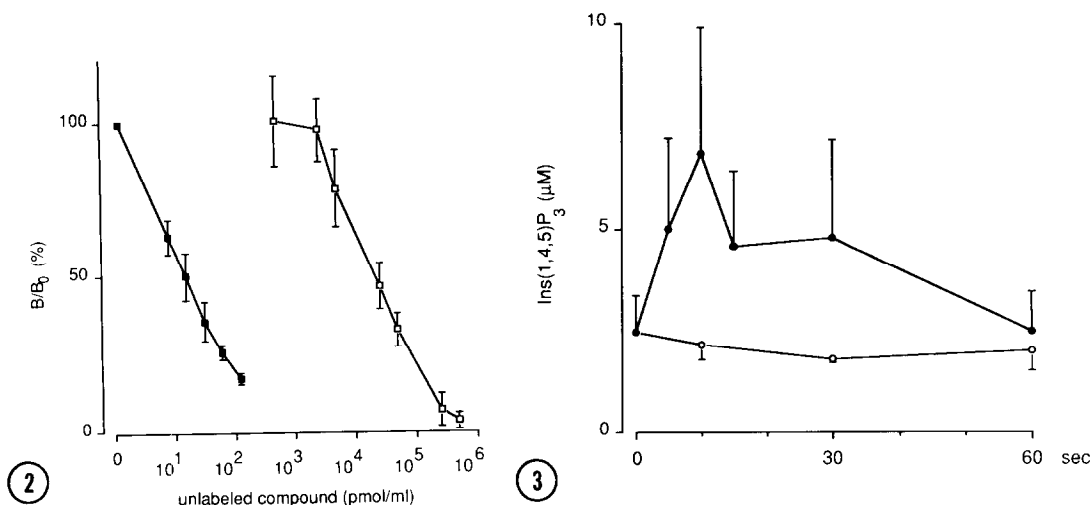 100
50
0
B/B₀ (%)
0 10¹ 10² 10³ 10⁴ 10⁵ 10⁶
unlabeled compound (pmol/ml)
2
10
5
0
Ins(1,4,5)P₃ (μM)
0 30 60 sec
3